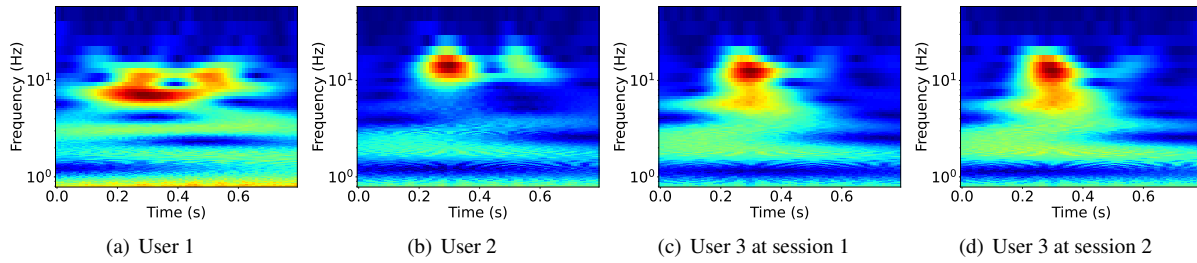 Frequency (Hz)
10¹
10⁰
0.0 0.2 0.4 0.6
Time (s)
(a) User 1
Frequency (Hz)
10¹
10⁰
0.0 0.2 0.4 0.6
Time (s)
(b) User 2
Frequency (Hz)
10¹
10⁰
0.0 0.2 0.4 0.6
Time (s)
(c) User 3 at session 1
Frequency (Hz)
10¹
10⁰
0.0 0.2 0.4 0.6
Time (s)
(d) User 3 at session 2